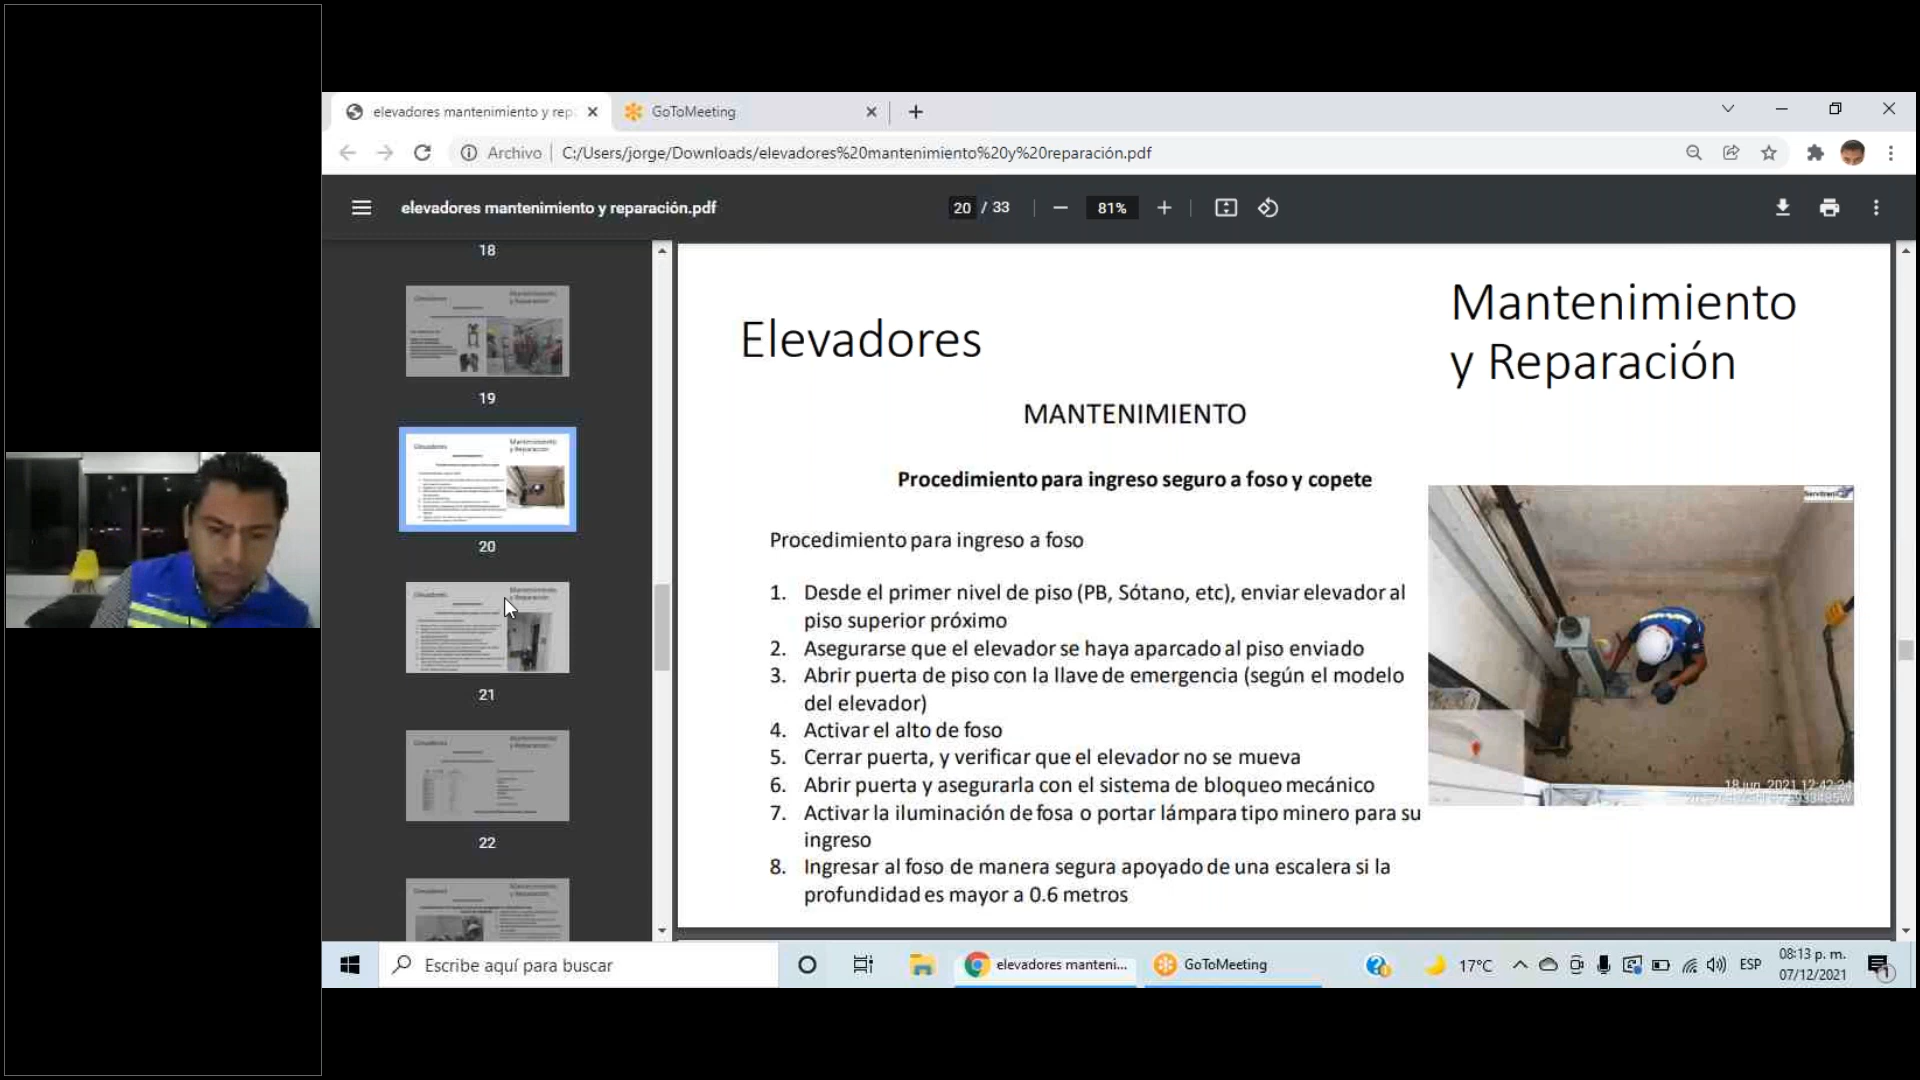 elevadores mantenimiento y rep
GoToMeeting
Archivo
C:/Users/jorge/Downloads/elevadores%20mantenimiento%20y%20reparación.pdf
elevadores mantenimiento y reparación.pdf
20 / 33
81%
18
19
20
21
22
Elevadores
Mantenimiento
y Reparación
MANTENIMIENTO
Procedimiento para ingreso seguro a foso y copete
Procedimiento para ingreso a foso
1. Desde el primer nivel de piso (PB, Sótano, etc), enviar elevador al
piso superior próximo
2. Asegurarse que el elevador se haya aparcado al piso enviado
3. Abrir puerta de piso con la llave de emergencia (según el modelo
del elevador)
4. Activar el alto de foso
5. Cerrar puerta, y verificar que el elevador no se mueva
6. Abrir puerta y asegurarla con el sistema de bloqueo mecánico
7. Activar la iluminación de fosa o portar lámpara tipo minero para su
ingreso
8. Ingresar al foso de manera segura apoyado de una escalera si la
profundidad es mayor a 0.6 metros
18 jun. 2021 12:42:24
Escribe aquí para buscar
elevadores manteni...
GoToMeeting
17°C
ESP
08:13 p. m.
07/12/2021
1